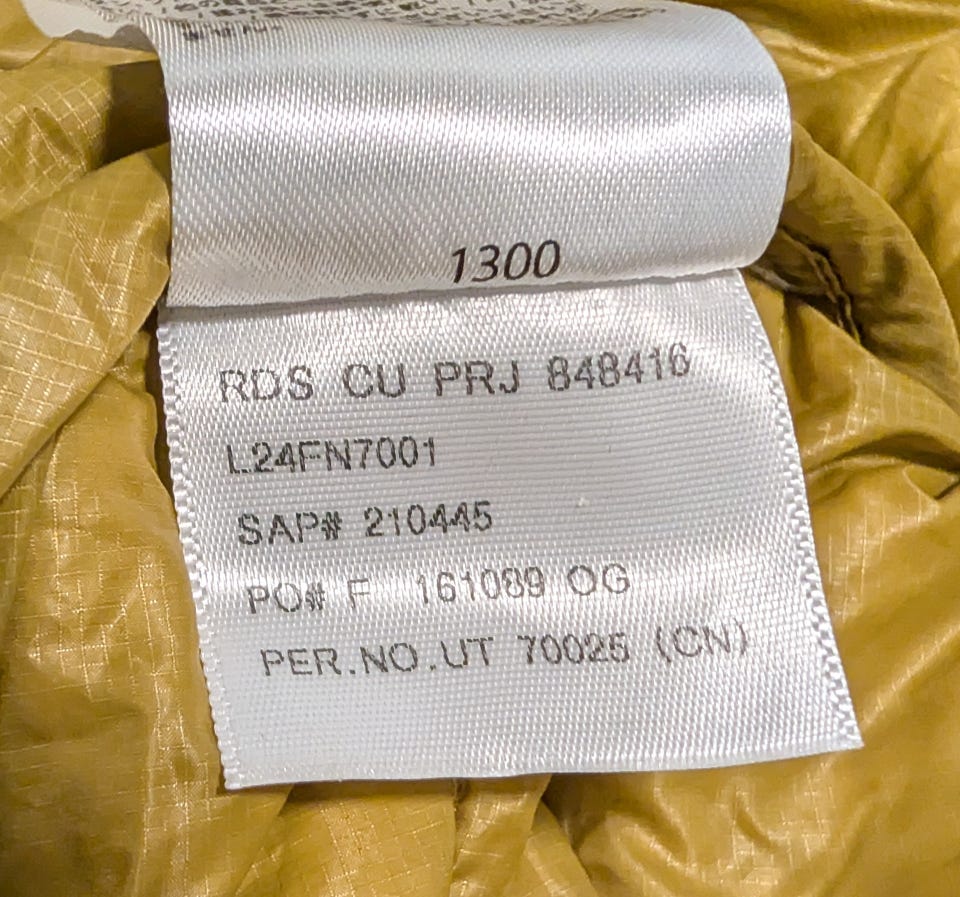 1300
RDS CU PRJ 848416
L24FN7001
SAP# 210445
PO# F 161089 OG
PER.NO.UT 70025 (CN)